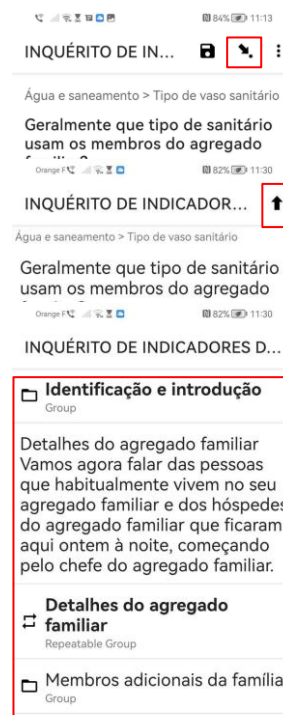 84% 11:13
INQUÉRITO DE IN...
Água e saneamento > Tipo de vaso sanitário
Geralmente que tipo de sanitário
usam os membros do agregado
Orange F 82% 11:30
INQUÉRITO DE INDICADOR...
Água e saneamento > Tipo de vaso sanitário
Geralmente que tipo de sanitário
usam os membros do agregado
Orange F 82% 11:30
INQUÉRITO DE INDICADORES D...
Identificação e introdução
Group
Detalhes do agregado familiar
Vamos agora falar das pessoas
que habitualmente vivem no seu
agregado familiar e dos hóspedes
do agregado familiar que ficaram
aqui ontem à noite, começando
pelo chefe do agregado familiar.
Detalhes do agregado
familiar
Repeatable Group
Membros adicionais da família
Group